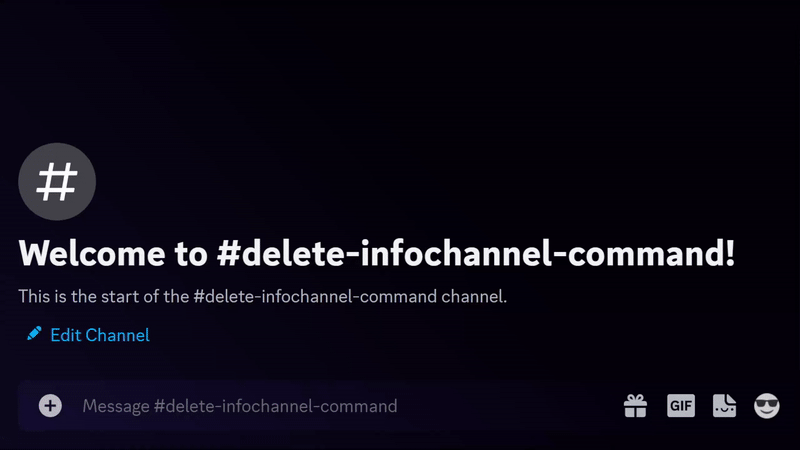 #
Welcome to #delete-infochannel-command!
This is the start of the #delete-infochannel-command channel.
Edit Channel
Message #delete-infochannel-command
GIF